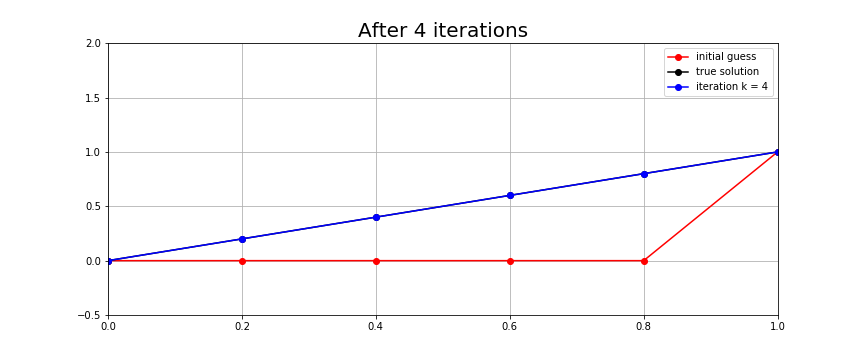 After 4 iterations
initial guess
true solution
iteration k = 4
2.0
1.5
1.0
0.5
0.0
−0.5
0.0 0.2 0.4 0.6 0.8 1.0